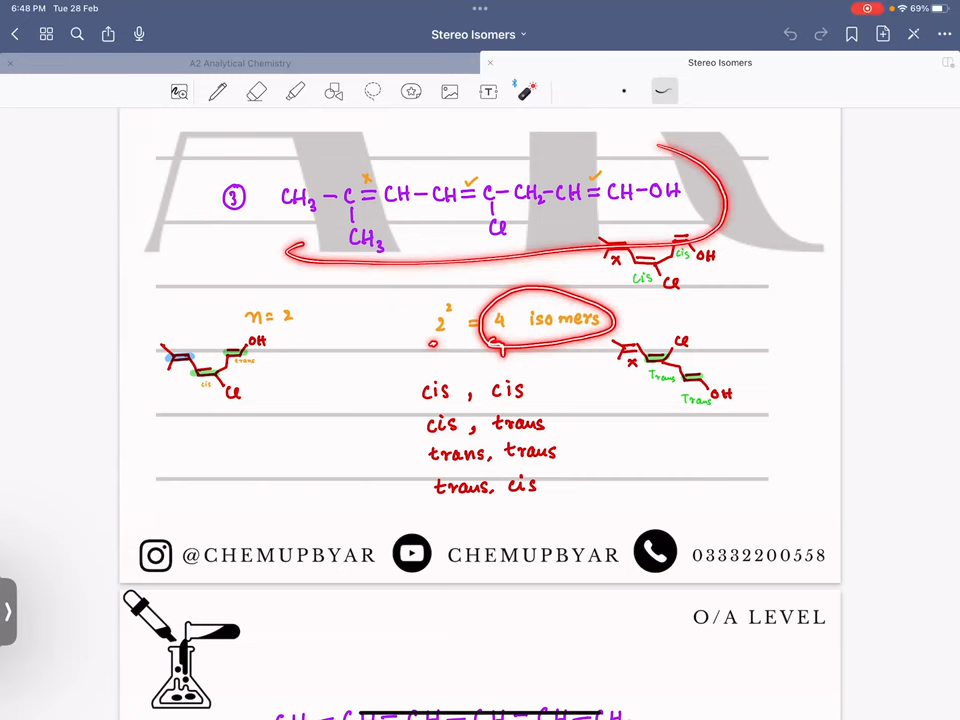 6:48 PM Tue 28 Feb
69%
Stereo Isomers
A2 Analytical Chemistry
Stereo Isomers
③ CH₃ – C = CH – CH = C – CH₂ – CH = CH – OH
CH₃
Cl
x
cis
cis
OH
Cl
n = 2
2² = 4 isomers
OH
trans
cis
Cl
Cl
x
Trans
Trans
OH
cis , cis
cis , trans
trans, trans
trans, cis
@CHEMUPBYAR
CHEMUPBYAR
03332200558
O/A LEVEL